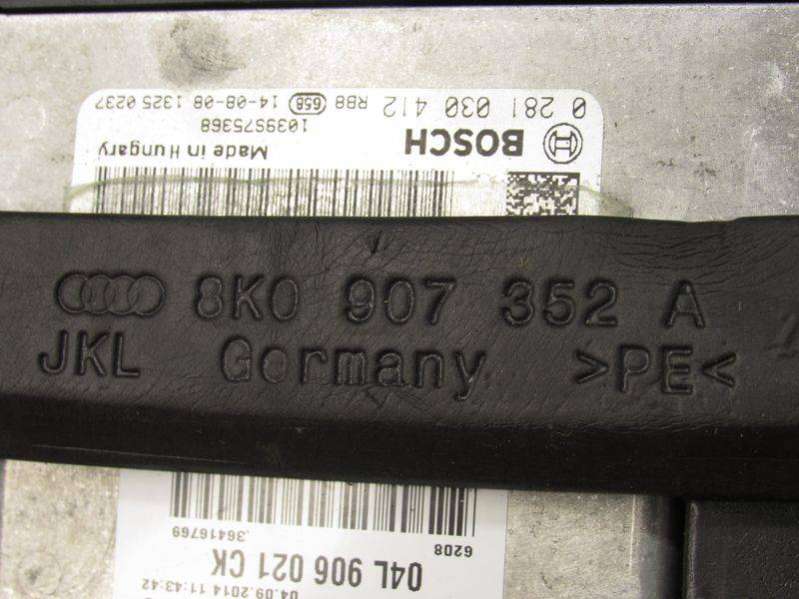 0 281 030 412 RB8 658 14-08-08 1325 0237
1039S75368
BOSCH Made in Hungary
8K0 907 352 A
JKL Germany >PE<
6208 .36416769
04L 906 021 CK
04.09.2014 11:43:42